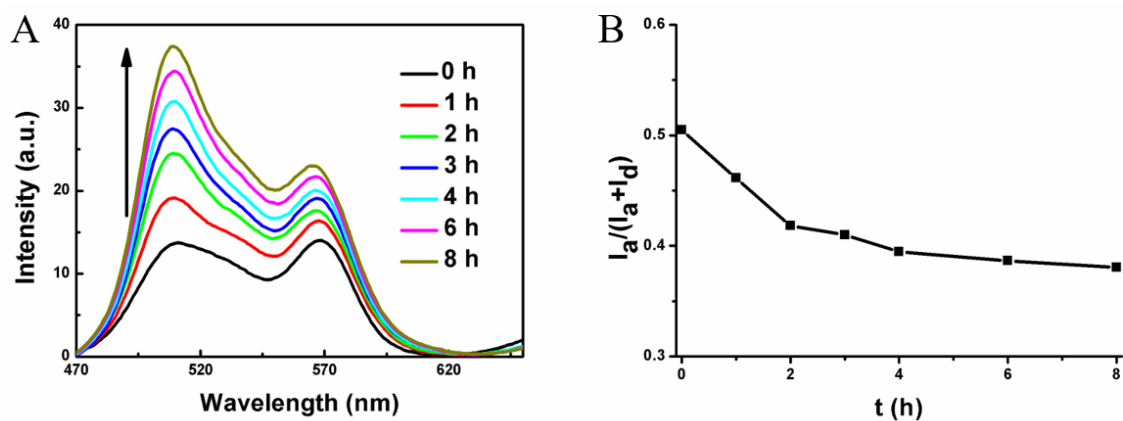 A
40
30
20
10
0
Intensity (a.u.)
470
520
570
620
Wavelength (nm)
0 h
1 h
2 h
3 h
4 h
6 h
8 h
B
0.6
0.5
0.4
0.3
Ia/(Ia+Id)
0
2
4
6
8
t (h)